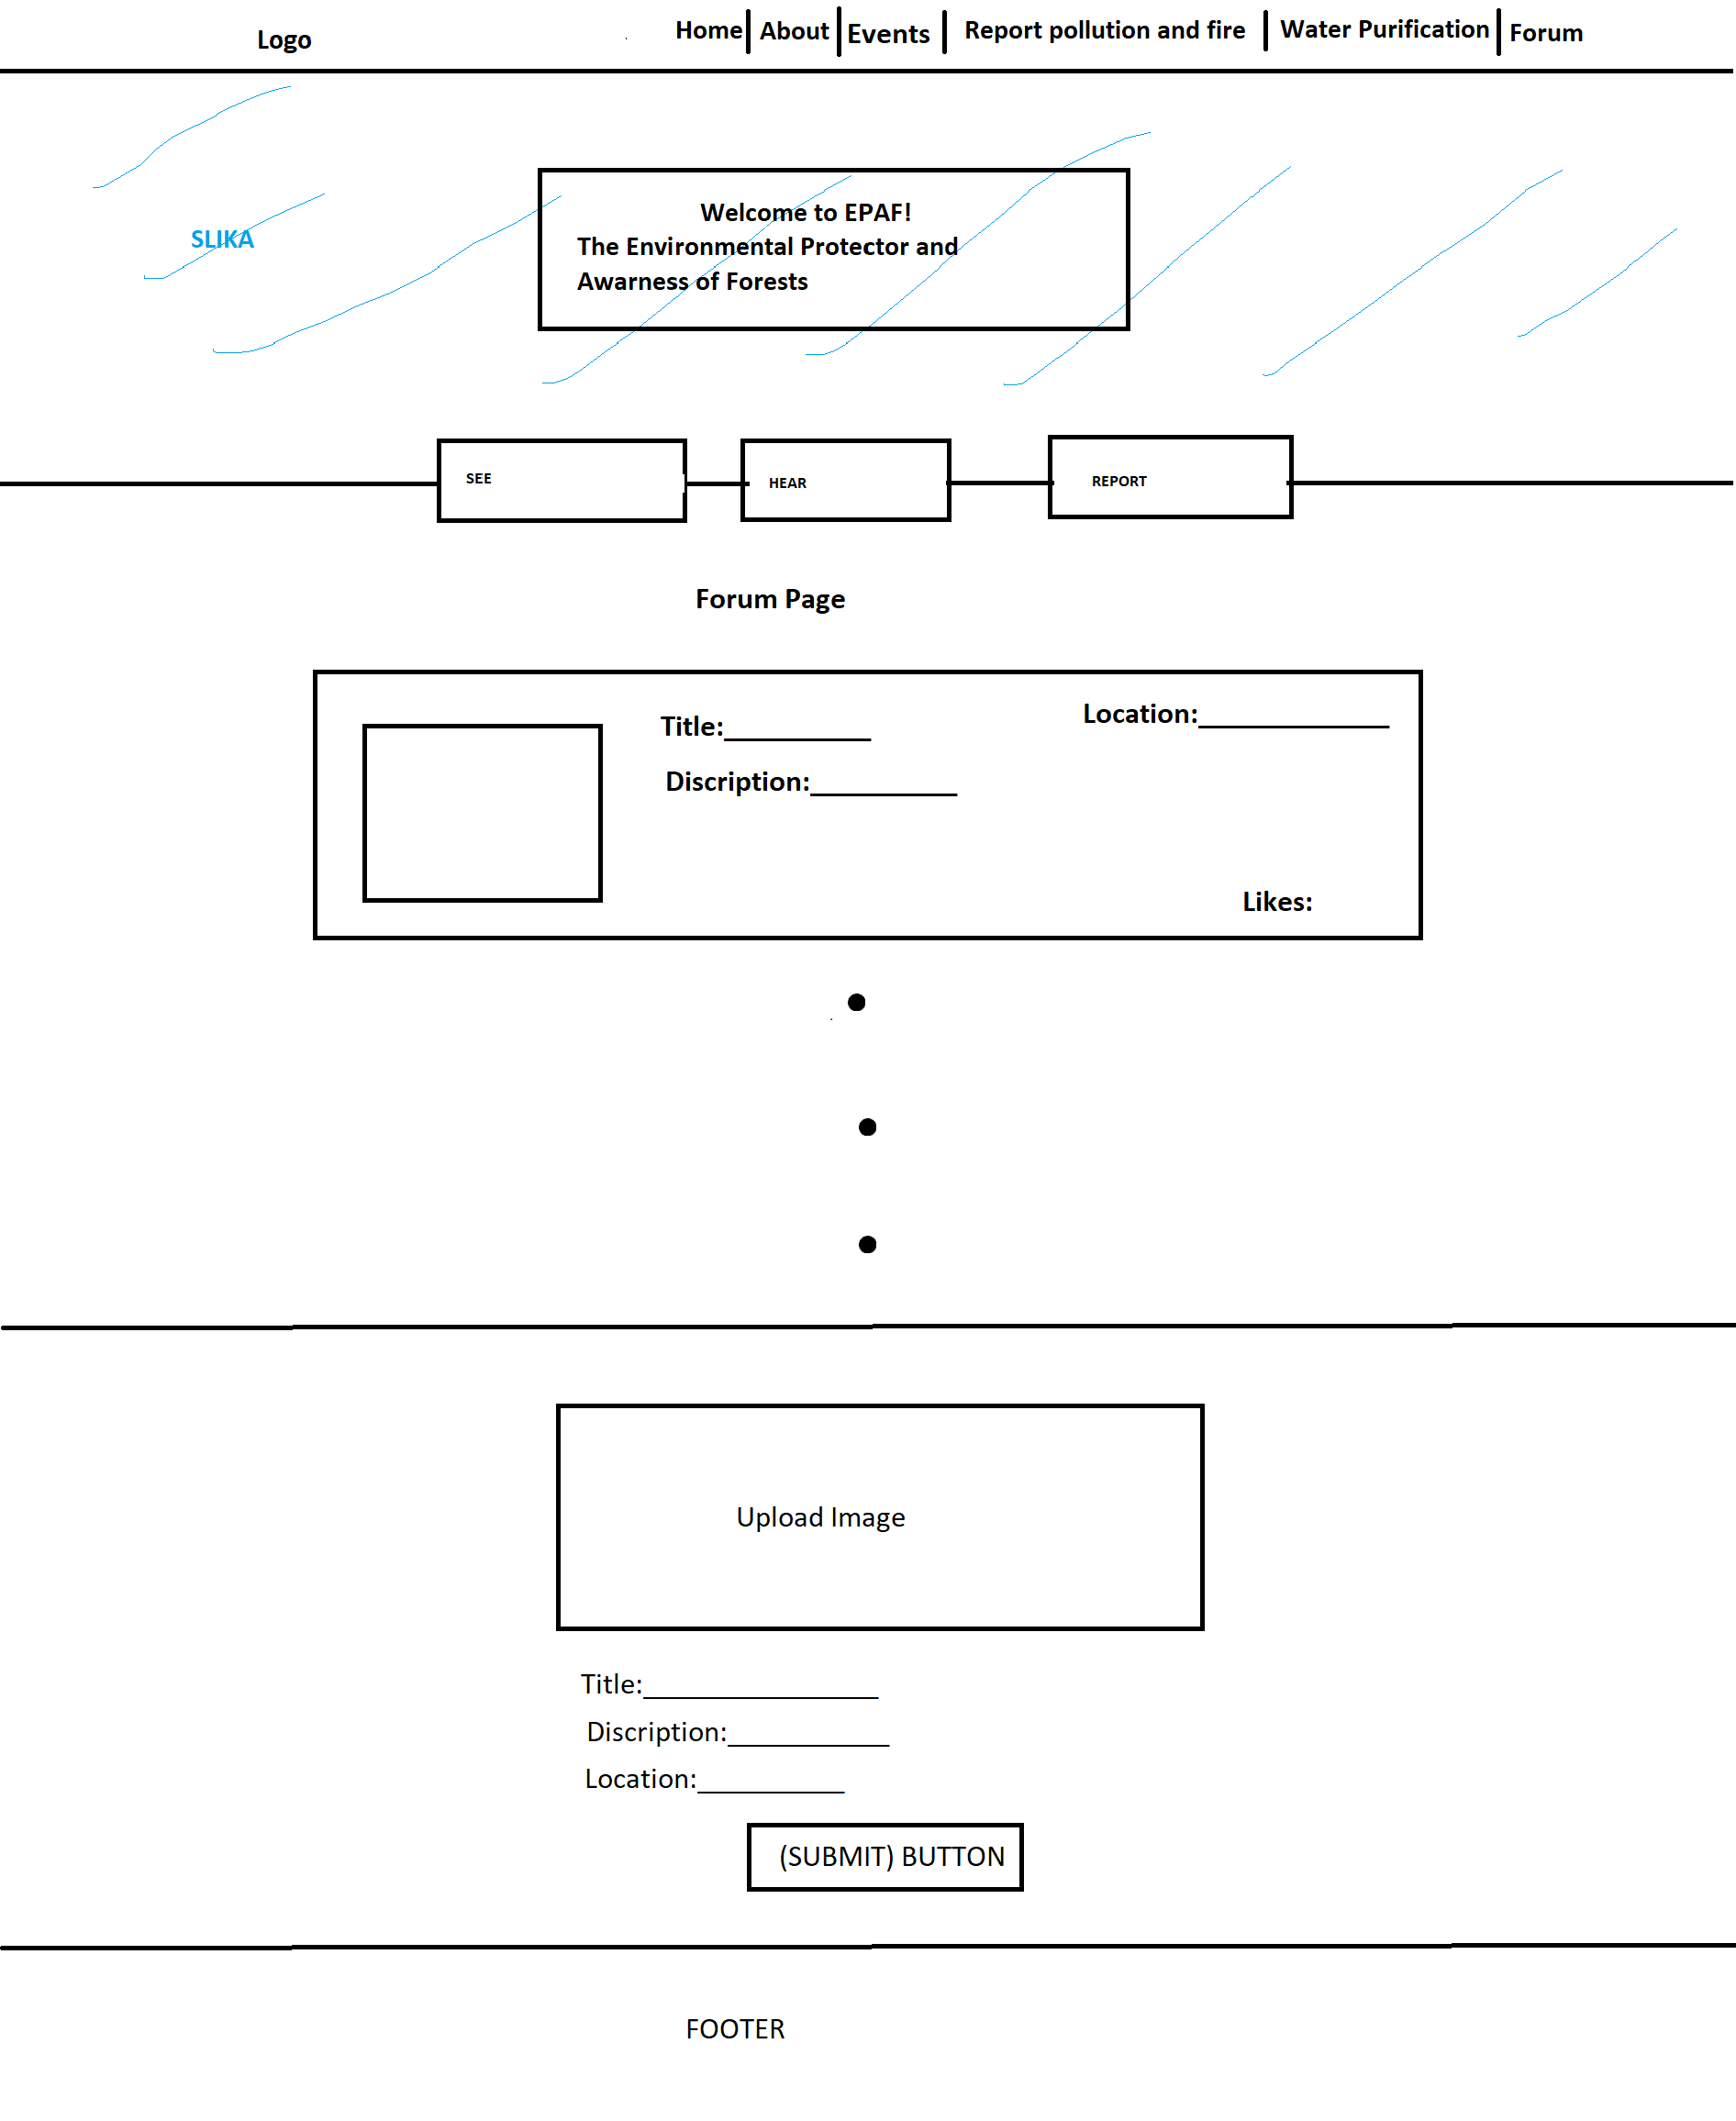 Logo
Home About Events Report pollution and fire Water Purification Forum
SLIKA
Welcome to EPAF!
The Environmental Protector and
Awarness of Forests
SEE
HEAR
REPORT
Forum Page
Title:__________
Location:_____________
Discription:__________
Likes:
Upload Image
Title:________________
Discription:___________
Location:__________
(SUBMIT) BUTTON
FOOTER